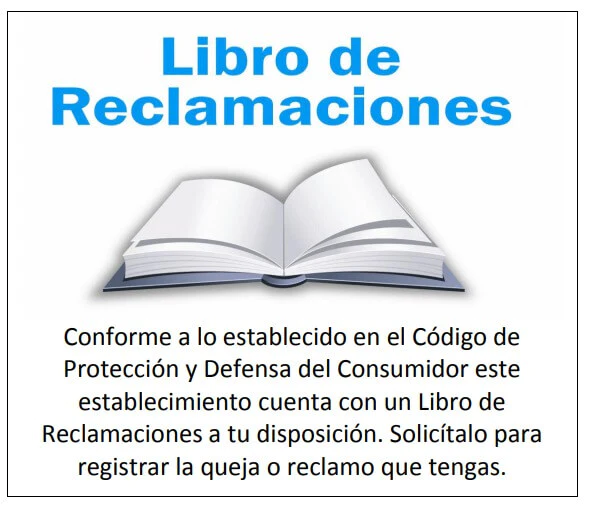 Libro de
Reclamaciones
Conforme a lo establecido en el Código de
Protección y Defensa del Consumidor este
establecimiento cuenta con un Libro de
Reclamaciones a tu disposición. Solicítalo para
registrar la queja o reclamo que tengas.